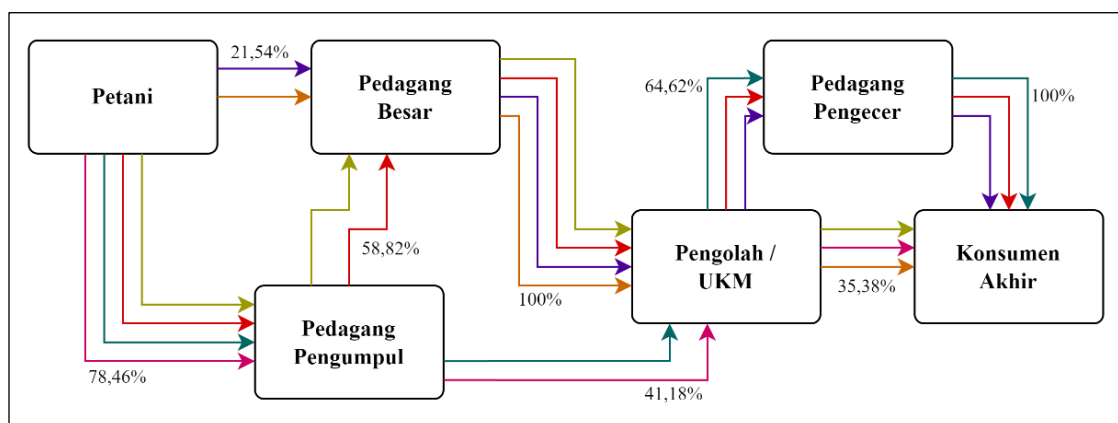 21,54%
Petani
Pedagang
Besar
64,62%
Pedagang
Pengecer
100%
58,82%
Pengolah /
UKM
Konsumen
Akhir
35,38%
100%
Pedagang
Pengumpul
78,46%
41,18%